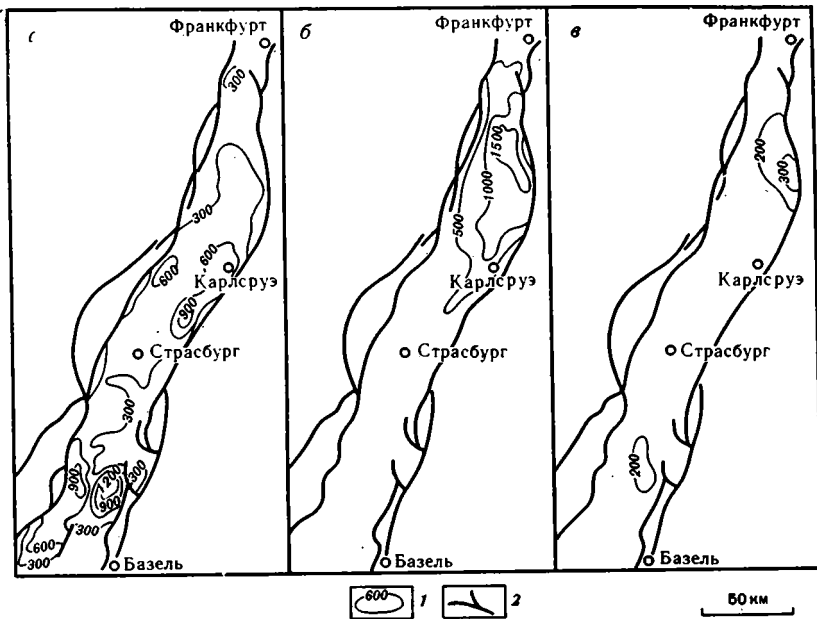 с
Франкфурт
300
300
600
600
Карлсруэ
900
Страсбург
300
900
1200
900
300
300
600
300
Базель
б
Франкфурт
1500
1000
500
Карлсруэ
Страсбург
Базель
в
Франкфурт
200
300
Карлсруэ
Страсбург
200
Базель
600 1 2 50 км